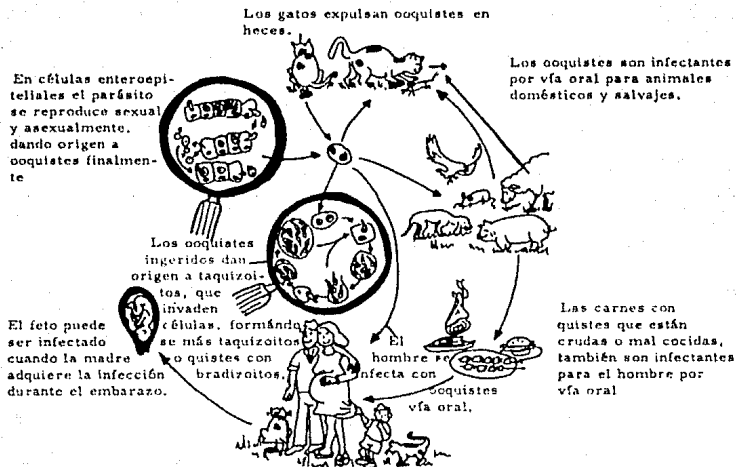 Los gatos expulsan ooquistes en
heces.
En células enteroepi-
teliales el parásito
se reproduce sexual
y asexualmente,
dando origen a
ooquistes finalmen-
te
Los ooquistes son infectantes
por vía oral para animales
domésticos y salvajes.
Los ooquistes
ingeridos dan
origen a taquizoi-
tos, que
invaden
células, formándo
se más taquizoitos
o quistes con
bradizoitos.
El feto puede
ser infectado
cuando la madre
adquiere la infección
durante el embarazo.
El
hombre se
infecta con
ooquistes
vía oral.
Las carnes con
quistes que están
crudas o mal cocidas,
también son infectantes
para el hombre por
vía oral